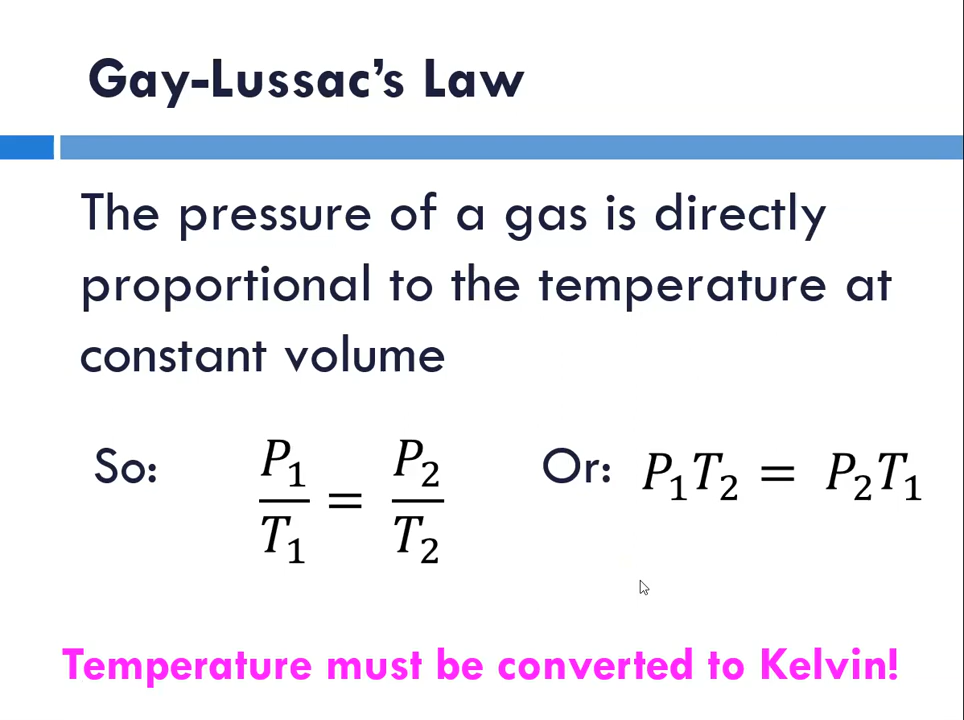 Gay-Lussac’s Law
The pressure of a gas is directly
proportional to the temperature at
constant volume
So: P₁/T₁ = P₂/T₂ Or: P₁T₂ = P₂T₁
Temperature must be converted to Kelvin!